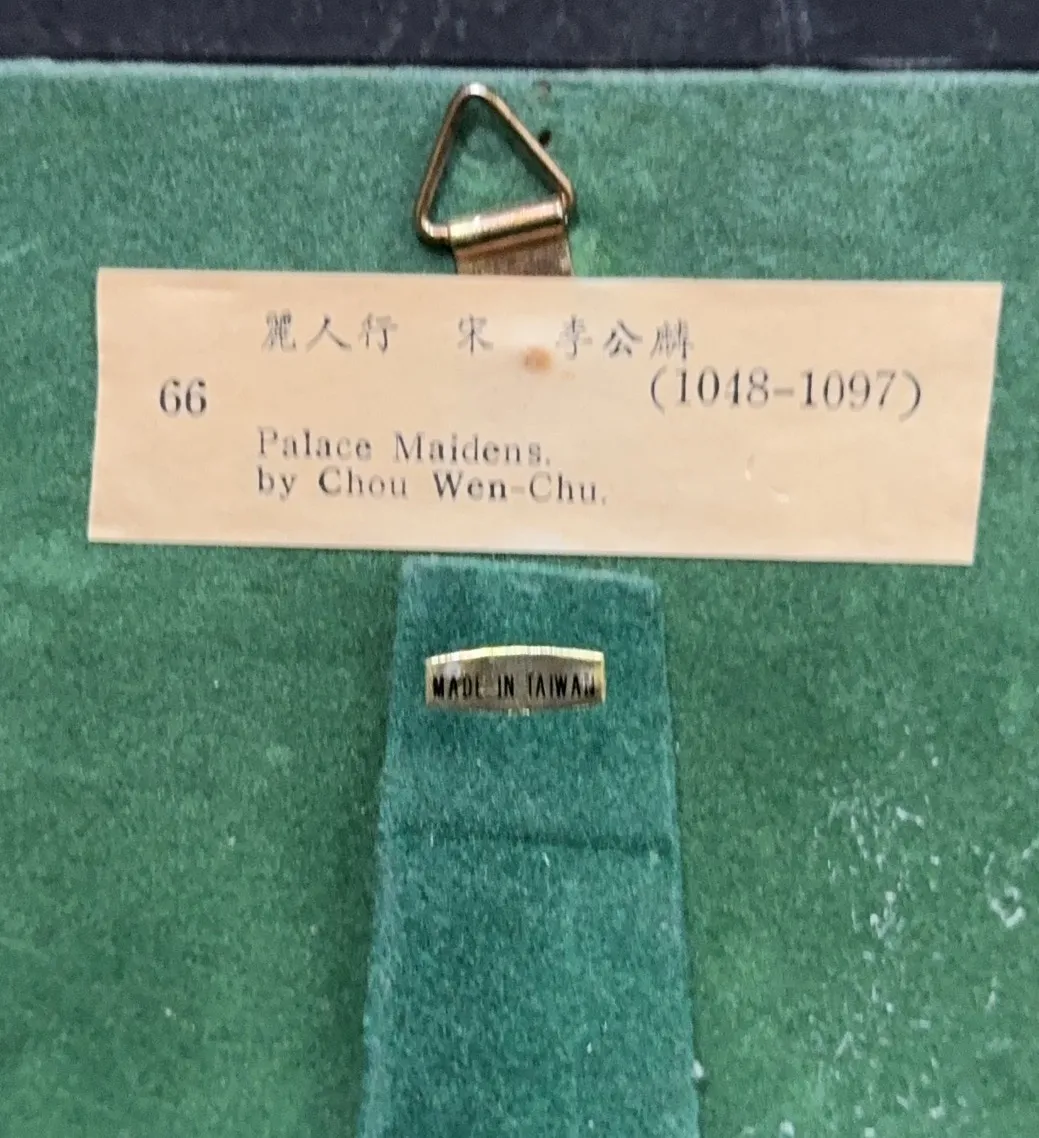 麗人行 宋 李公麟
(1048-1097)
66
Palace Maidens.
by Chou Wen-Chu.
MADE IN TAIWAN